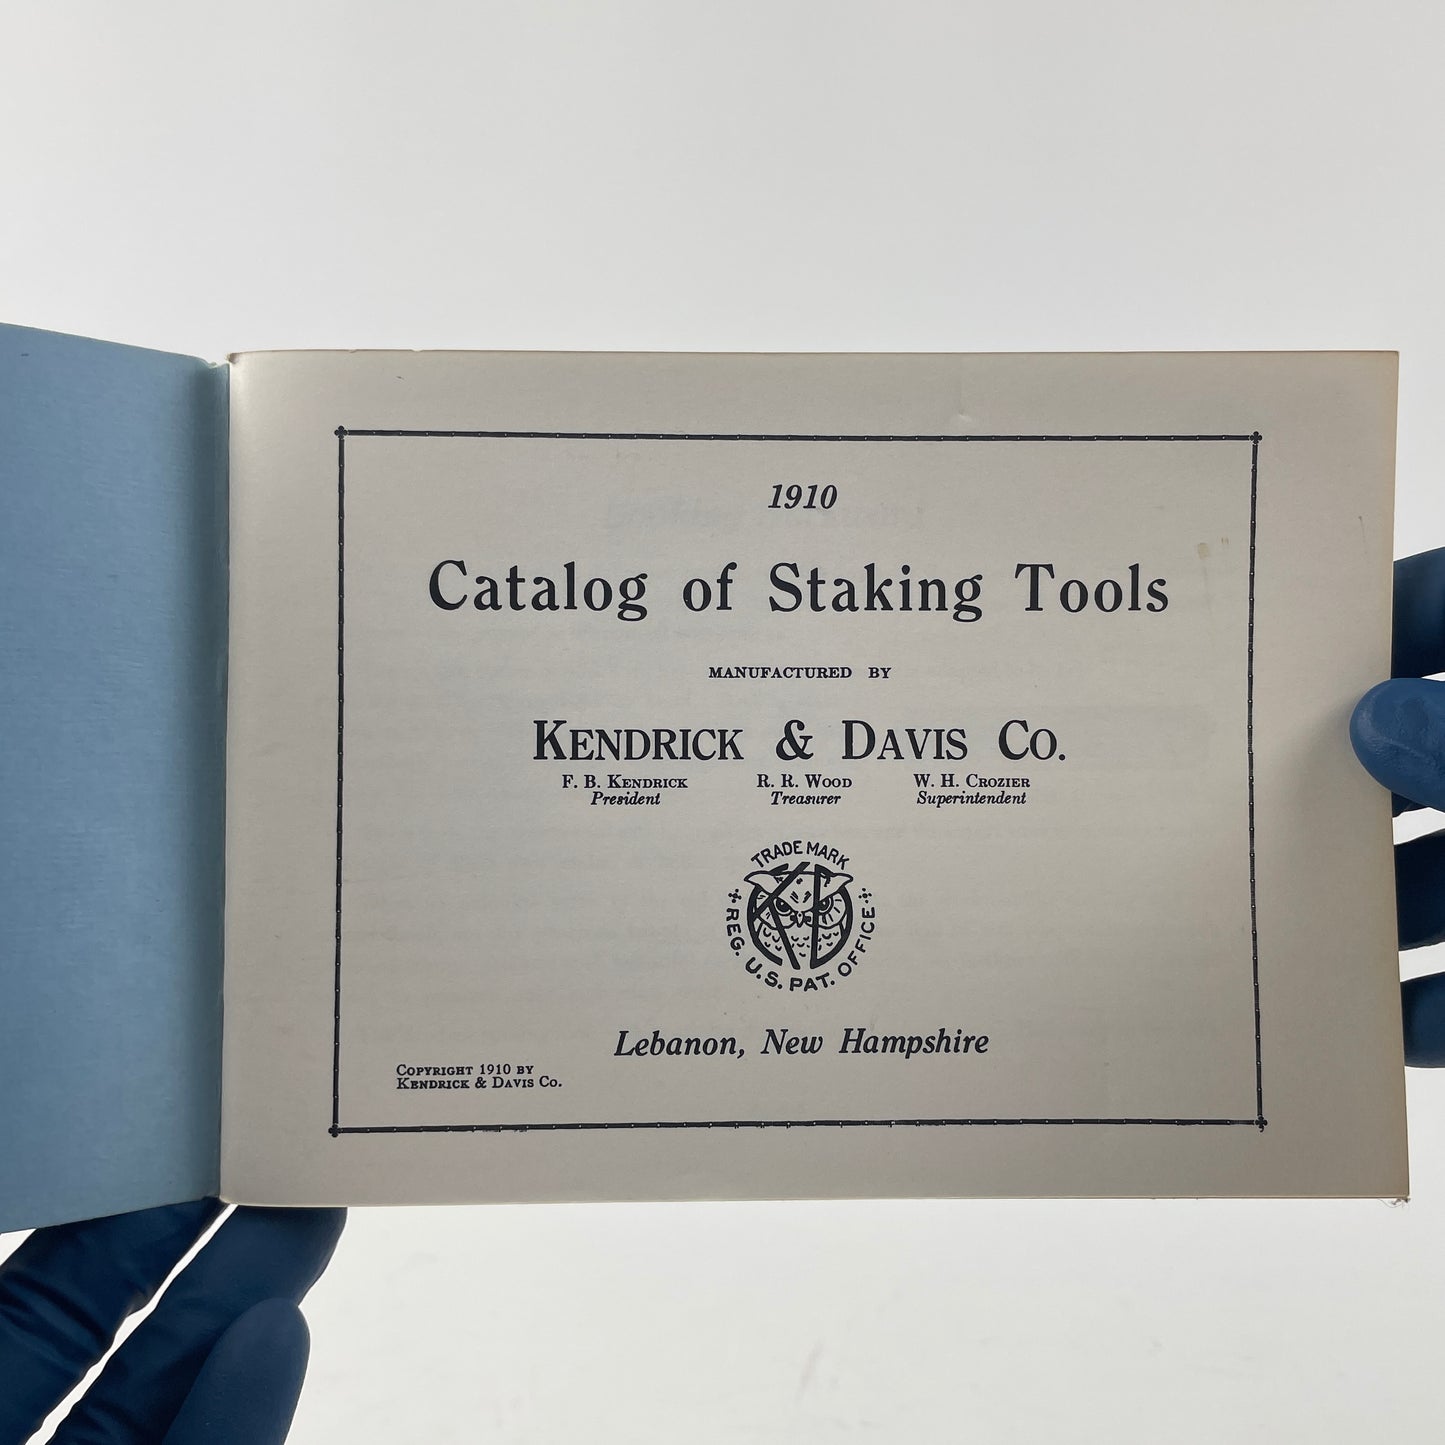 1910
Catalog of Staking Tools
MANUFACTURED BY
KENDRICK & DAVIS CO.
F. B. KENDRICK R. R. WOOD W. H. CROZIER
President Treasurer Superintendent
TRADE MARK
KD
REG. U.S. PAT. OFFICE
Lebanon, New Hampshire
COPYRIGHT 1910 BY
KENDRICK & DAVIS CO.